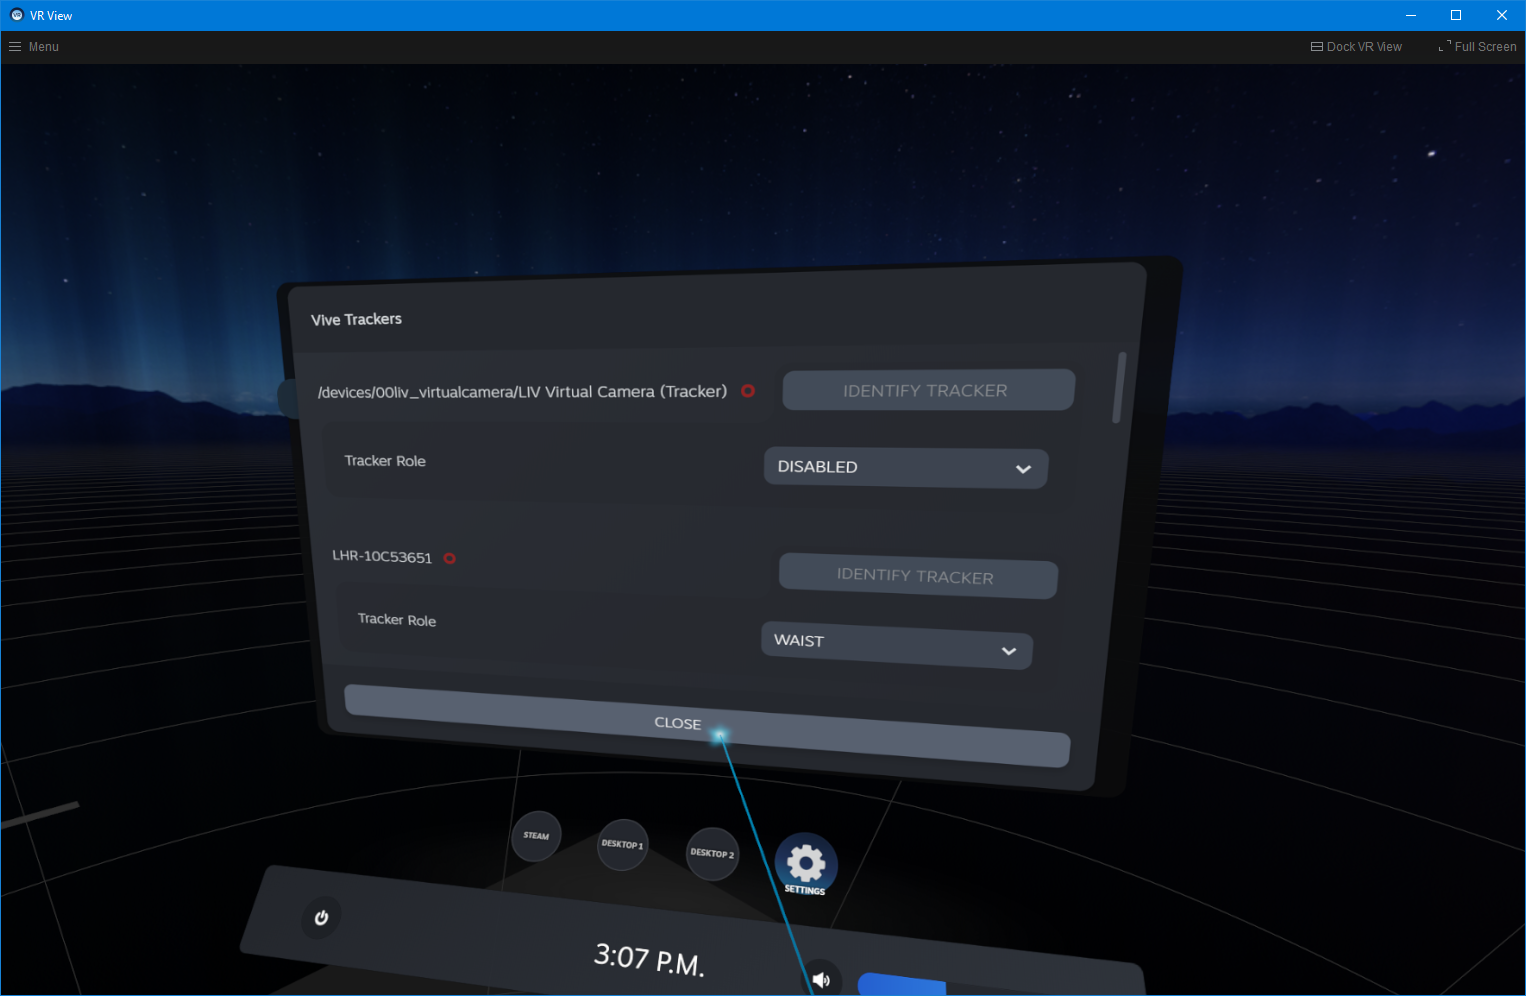 VR View
Menu
Dock VR View
Full Screen
Vive Trackers
/devices/00liv_virtualcamera/LIV Virtual Camera (Tracker)
IDENTIFY TRACKER
Tracker Role
DISABLED
LHR-10C53651
IDENTIFY TRACKER
Tracker Role
WAIST
CLOSE
STEAM
DESKTOP 1
DESKTOP 2
SETTINGS
3:07 P.M.